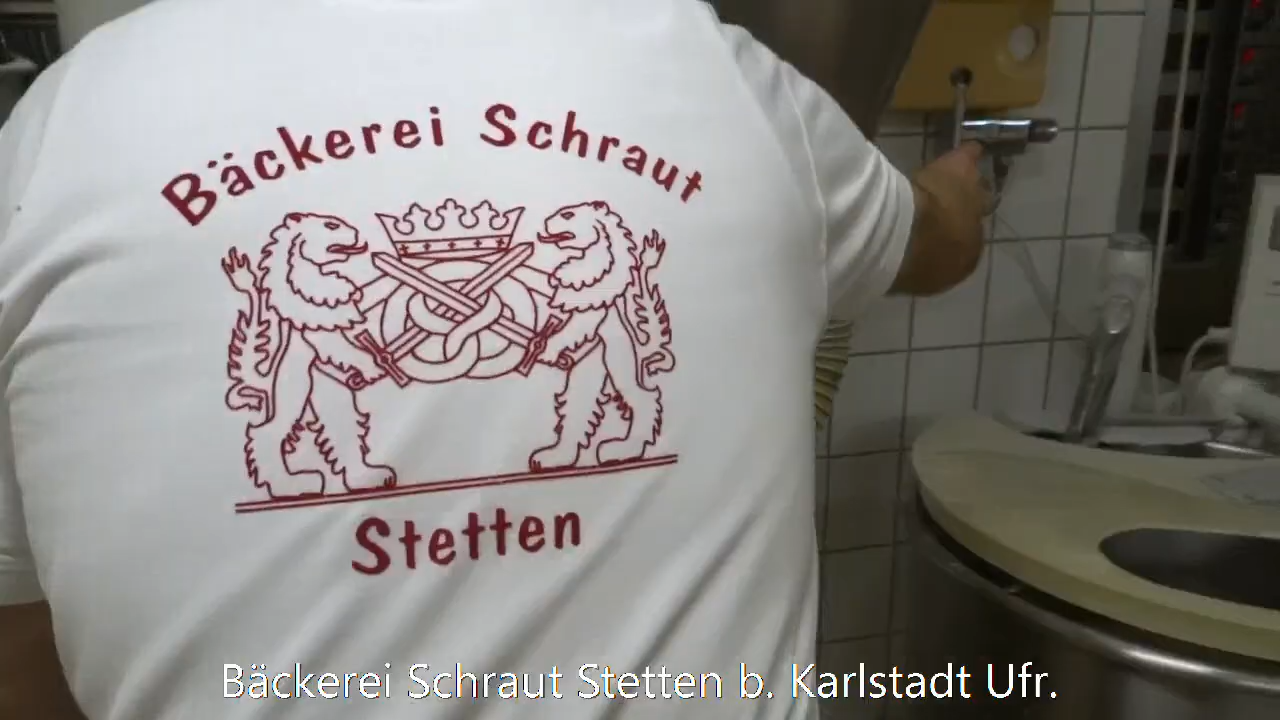 Bäckerei Schraut
Stetten
Bäckerei Schraut Stetten b. Karlstadt Ufr.